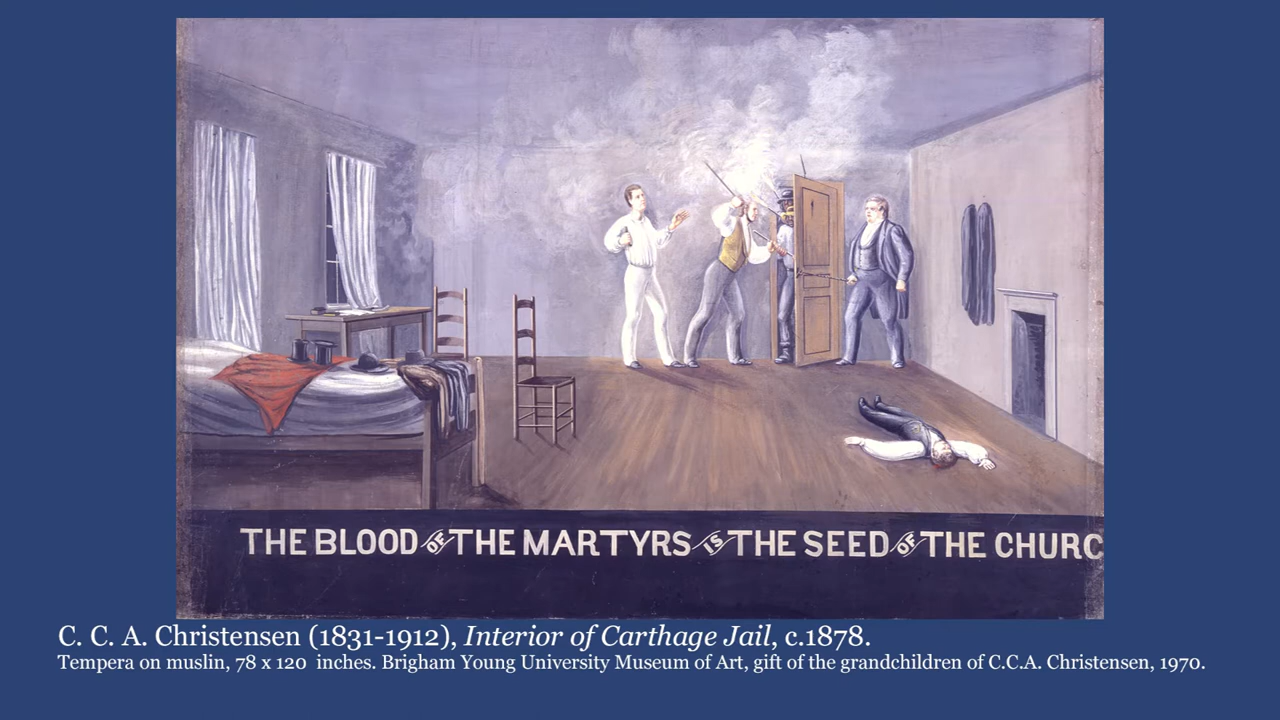 THE BLOOD OF THE MARTYRS IS THE SEED OF THE CHURC
C. C. A. Christensen (1831-1912), Interior of Carthage Jail, c.1878.
Tempera on muslin, 78 x 120 inches. Brigham Young University Museum of Art, gift of the grandchildren of C.C.A. Christensen, 1970.